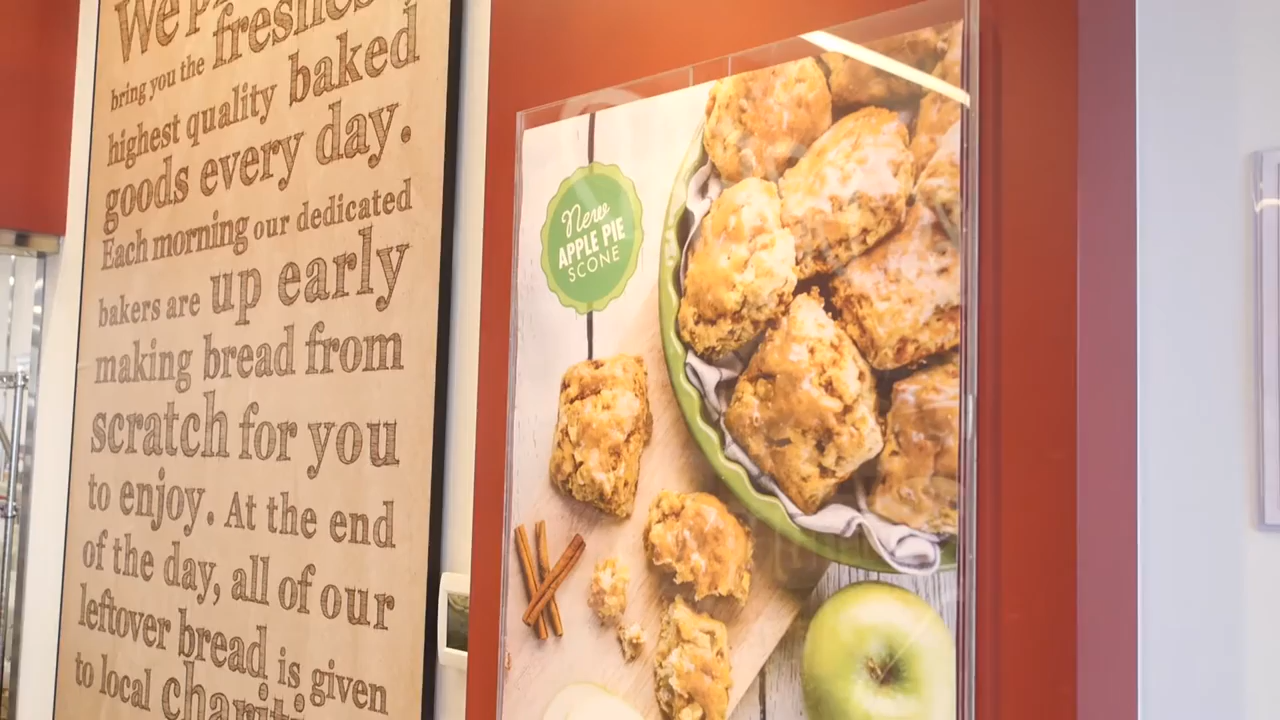 We
freshest
bring you the
baked
highest quality
goods every day.
Each morning our dedicated
bakers are up early
making bread from
scratch for you
to enjoy. At the end
of the day, all of our
leftover bread is given
to local
New
APPLE PIE
SCONE